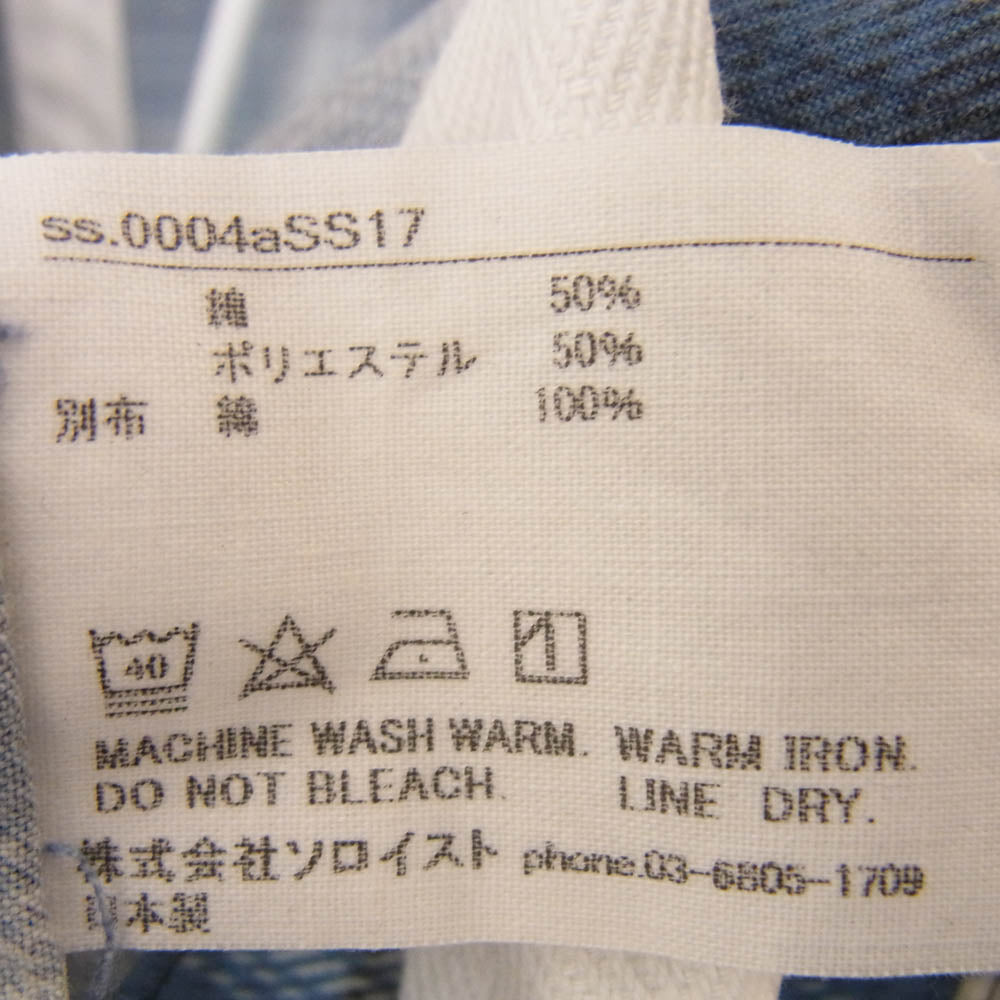 ss.0004aSS17
綿 50%
ポリエステル 50%
別布 綿 100%
40
MACHINE WASH WARM. WARM IRON.
DO NOT BLEACH. LINE DRY.
株式会社ソロイスト phone.03-6805-1709
日本製